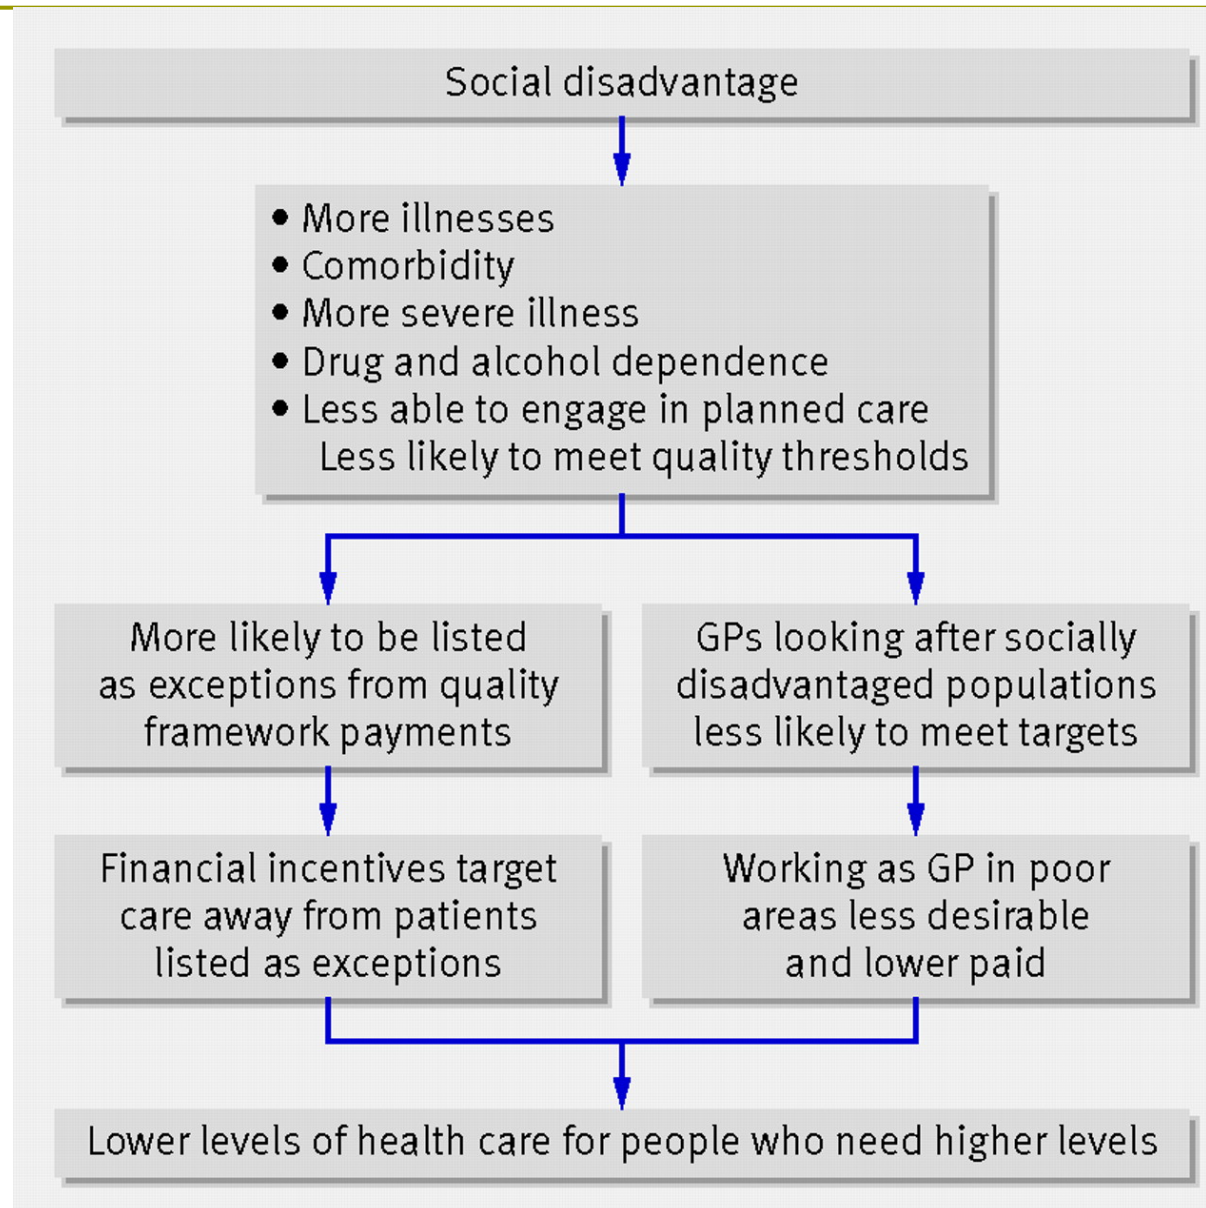 Social disadvantage
• More illnesses
• Comorbidity
• More severe illness
• Drug and alcohol dependence
• Less able to engage in planned care
Less likely to meet quality thresholds
More likely to be listed
as exceptions from quality
framework payments
GPs looking after socially
disadvantaged populations
less likely to meet targets
Financial incentives target
care away from patients
listed as exceptions
Working as GP in poor
areas less desirable
and lower paid
Lower levels of health care for people who need higher levels